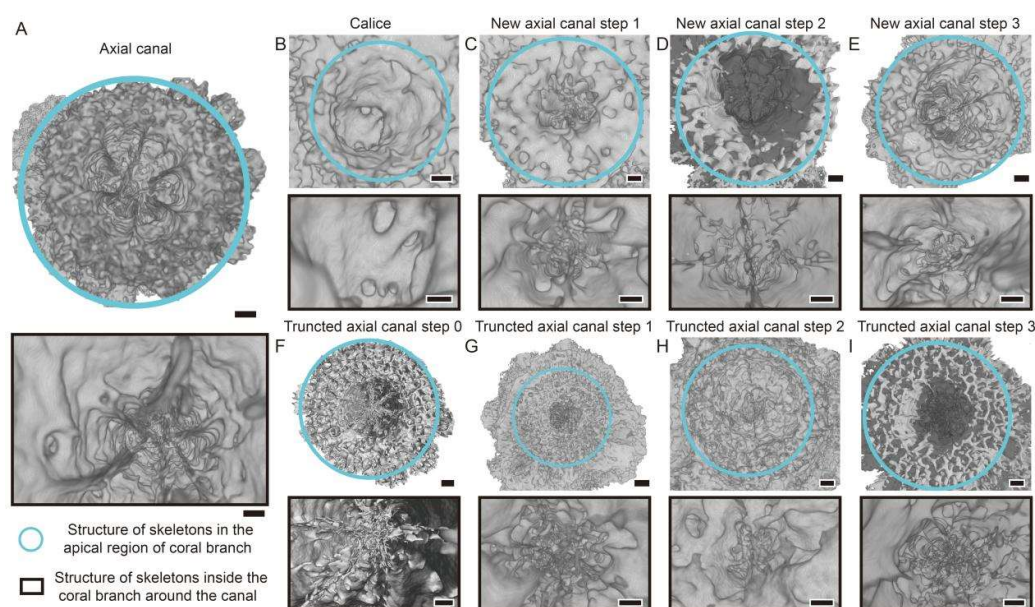 A
Axial canal
Calice
B
New axial canal step 1
C
New axial canal step 2
D
New axial canal step 3
E
Structure of skeletons in the
apical region of coral branch
Structure of skeletons inside the
coral branch around the canal
Truncted axial canal step 0
F
Truncted axial canal step 1
G
Truncted axial canal step 2
H
Truncted axial canal step 3
I